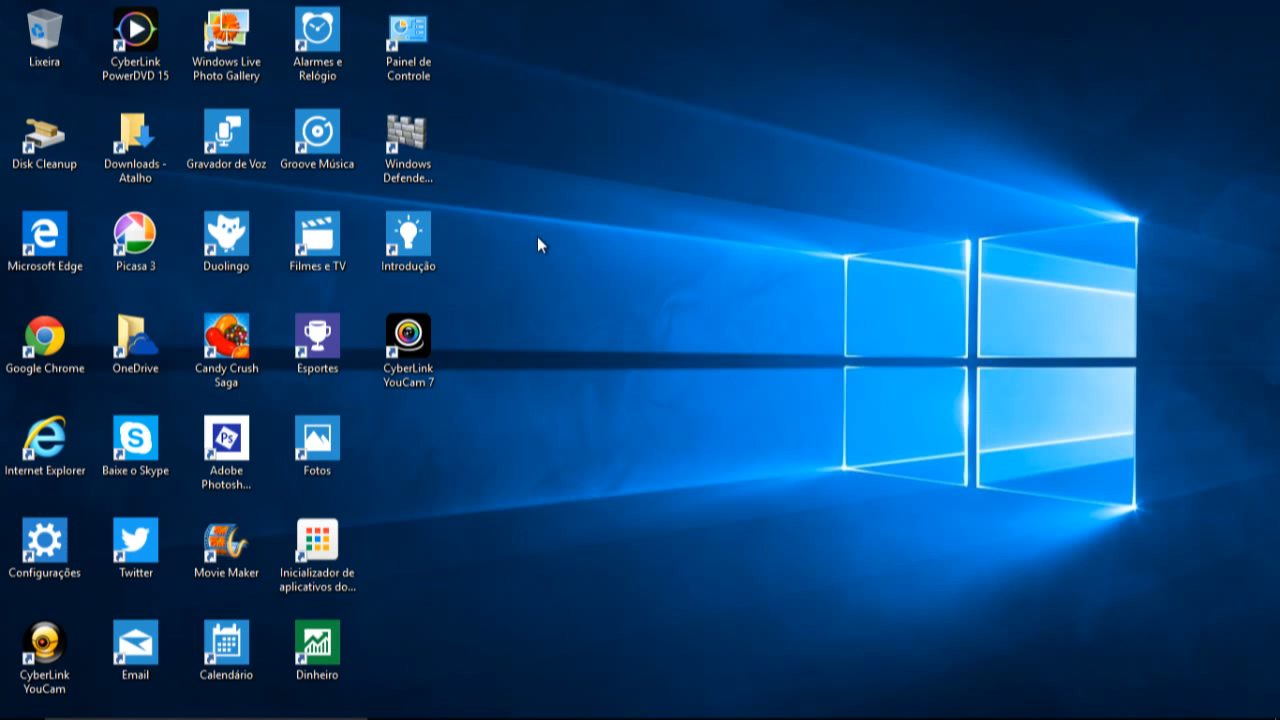 Lixeira
CyberLink
PowerDVD 15
Windows Live
Photo Gallery
Alarmes e
Relógio
Painel de
Controle
Disk Cleanup
Downloads -
Atalho
Gravador de Voz
Groove Música
Windows
Defende...
Microsoft Edge
Picasa 3
Duolingo
Filmes e TV
Introdução
Google Chrome
OneDrive
Candy Crush
Saga
Esportes
CyberLink
YouCam 7
Internet Explorer
Baixe o Skype
Ps
Adobe
Photosh...
Fotos
Configurações
Twitter
Movie Maker
Inicializador de
aplicativos do...
CyberLink
YouCam
Email
Calendário
Dinheiro